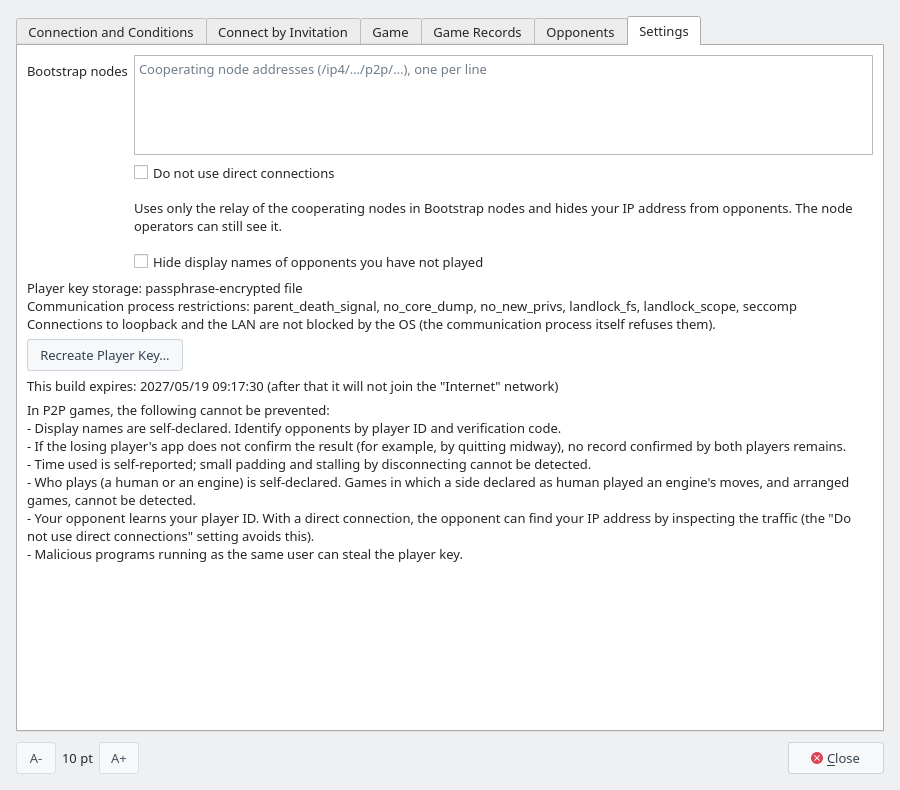 Connection and Conditions
Connect by Invitation
Game
Game Records
Opponents
Settings
Bootstrap nodes
Cooperating node addresses (/ip4/.../p2p/...), one per line
Do not use direct connections
Uses only the relay of the cooperating nodes in Bootstrap nodes and hides your IP address from opponents. The node
operators can still see it.
Hide display names of opponents you have not played
Player key storage: passphrase-encrypted file
Communication process restrictions: parent_death_signal, no_core_dump, no_new_privs, landlock_fs, landlock_scope, seccomp
Connections to loopback and the LAN are not blocked by the OS (the communication process itself refuses them).
Recreate Player Key...
This build expires: 2027/05/19 09:17:30 (after that it will not join the "Internet" network)
In P2P games, the following cannot be prevented:
- Display names are self-declared. Identify opponents by player ID and verification code.
- If the losing player's app does not confirm the result (for example, by quitting midway), no record confirmed by both players remains.
- Time used is self-reported; small padding and stalling by disconnecting cannot be detected.
- Who plays (a human or an engine) is self-declared. Games in which a side declared as human played an engine's moves, and arranged
games, cannot be detected.
- Your opponent learns your player ID. With a direct connection, the opponent can find your IP address by inspecting the traffic (the "Do
not use direct connections" setting avoids this).
- Malicious programs running as the same user can steal the player key.
A-
10 pt
A+
Close